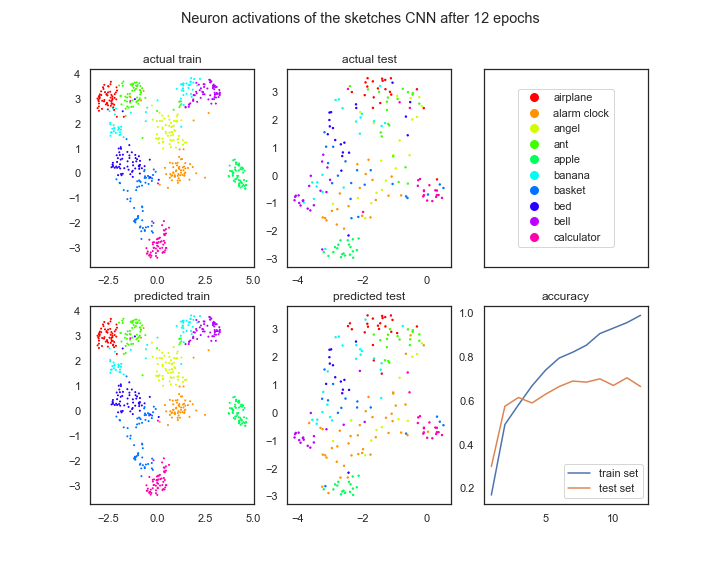 Neuron activations of the sketches CNN after 12 epochs
actual train
4
3
2
1
0
−1
−2
−3
−2.5 0.0 2.5 5.0
actual test
3
2
1
0
−1
−2
−3
−4 −2 0
airplane
alarm clock
angel
ant
apple
banana
basket
bed
bell
calculator
predicted train
4
3
2
1
0
−1
−2
−3
−2.5 0.0 2.5 5.0
predicted test
3
2
1
0
−1
−2
−3
−4 −2 0
accuracy
1.0
0.8
0.6
0.4
0.2
train set
test set
5 10